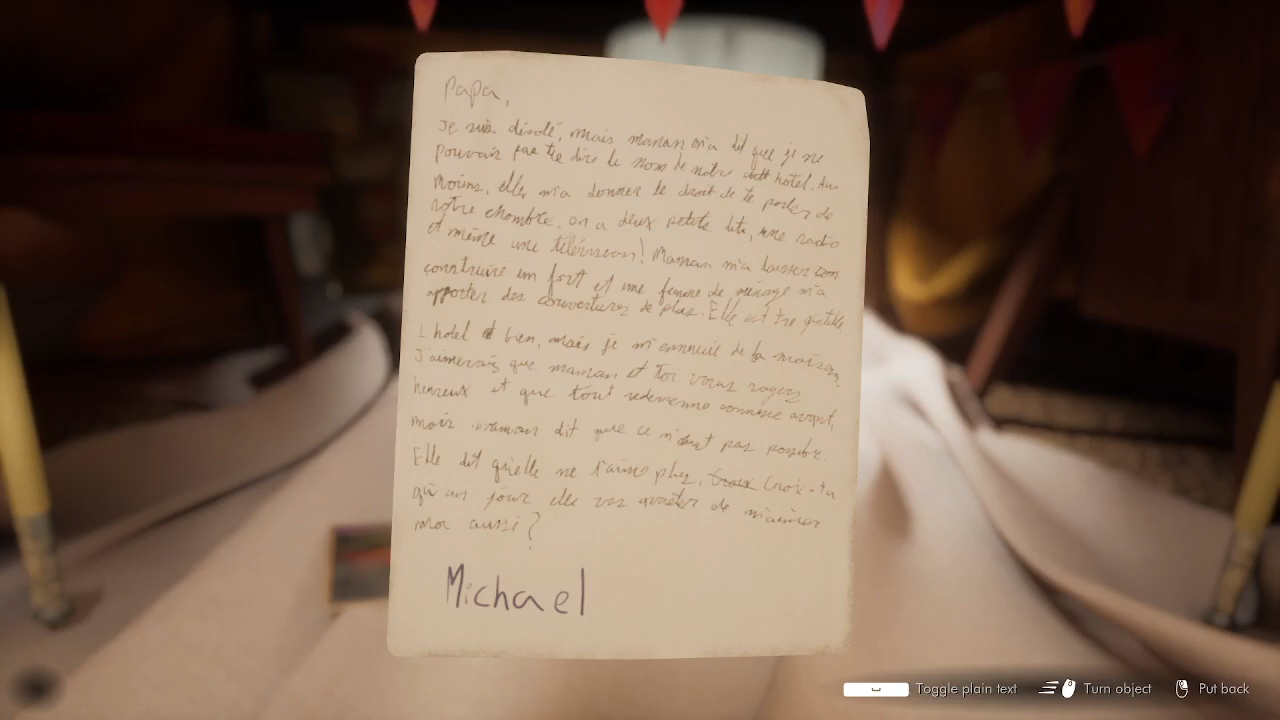 Papa,
Je suis désolé, mais maman m'a dit que je ne
pouvais pas te dire le nom de notre hotel. Au
moins, elle m'a donner le droit de te parler de
notre chambre. on a deux petits lits, une radio
et même une télévision! Maman m'a laisser
construire un fort et une femme de ménage m'a
apporter des couvertures de plus. Elle est tre gentille.
L'hotel et bien, mais je m'ennuie de la maison.
J'aimerais que maman et toi vous soyez
heureux et que tout redevienne comme avant,
mais maman dit que ce n'est pas possible.
Elle dit qu'elle ne t'aime plus. Crois-tu
qu'un jour elle vas arrêter de m'aimer
moi aussi?
Michael
Toggle plain text
Turn object
Put back